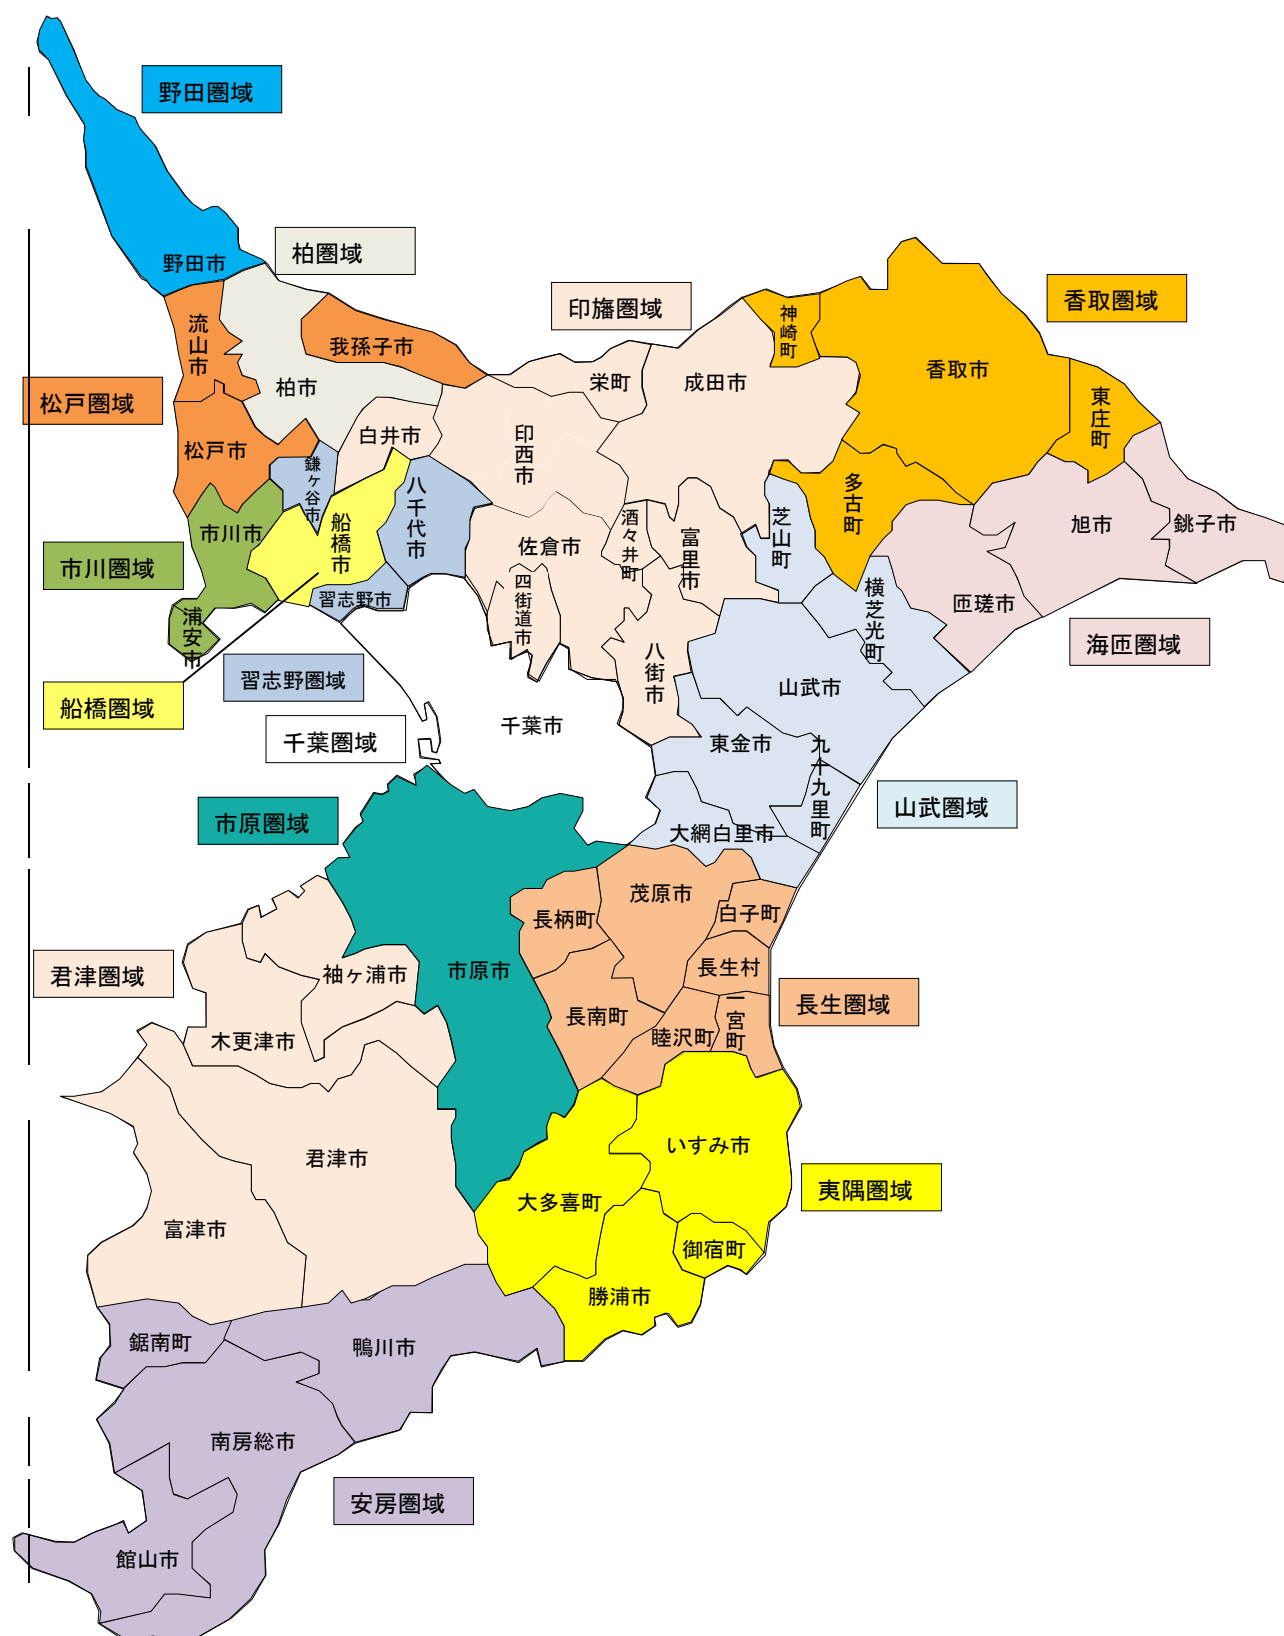 野田圏域
野田市
柏圏域
印旛圏域
香取圏域
神崎町
流山市
我孫子市
柏市
栄町
成田市
香取市
東庄町
松戸圏域
松戸市
白井市
印西市
鎌ヶ谷市
八千代市
多古町
市川市
船橋市
佐倉市
酒々井町
富里市
芝山町
旭市
銚子市
市川圏域
浦安市
習志野市
四街道市
横芝光町
匝瑳市
海匝圏域
習志野圏域
八街市
山武市
船橋圏域
千葉圏域
千葉市
東金市
九十九里町
山武圏域
市原圏域
大網白里市
茂原市
長柄町
白子町
君津圏域
袖ヶ浦市
市原市
長生村
長生圏域
木更津市
長南町
睦沢町
一宮町
君津市
いすみ市
夷隅圏域
大多喜町
富津市
御宿町
勝浦市
鋸南町
鴨川市
南房総市
安房圏域
館山市